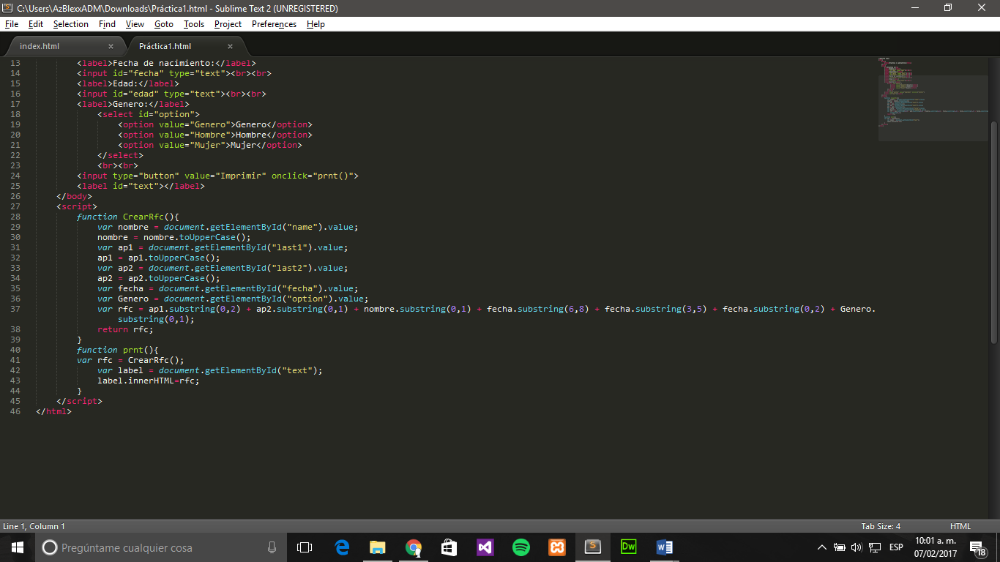 C:\Users\AzBlexxADM\Downloads\Práctica1.html - Sublime Text 2 (UNREGISTERED)
File Edit Selection Find View Goto Tools Project Preferences Help
index.html × Práctica1.html ×
13 <label>Fecha de nacimiento:</label>
14 <input id="fecha" type="text"><br><br>
15 <label>Edad:</label>
16 <input id="edad" type="text"><br><br>
17 <label>Genero:</label>
18 <select id="option">
19 <option value="Genero">Genero</option>
20 <option value="Hombre">Hombre</option>
21 <option value="Mujer">Mujer</option>
22 </select>
23 <br><br>
24 <input type="button" value="Imprimir" onclick="prnt()">
25 <label id="text"></label>
26 </body>
27 <script>
28 function CrearRfc(){
29 var nombre = document.getElementById("name").value;
30 nombre = nombre.toUpperCase();
31 var ap1 = document.getElementById("last1").value;
32 ap1 = ap1.toUpperCase();
33 var ap2 = document.getElementById("last2").value;
34 ap2 = ap2.toUpperCase();
35 var fecha = document.getElementById("fecha").value;
36 var Genero = document.getElementById("option").value;
37 var rfc = ap1.substring(0,2) + ap2.substring(0,1) + nombre.substring(0,1) + fecha.substring(6,8) + fecha.substring(3,5) + fecha.substring(0,2) + Genero.
substring(0,1);
38 return rfc;
39 }
40 function prnt(){
41 var rfc = CrearRfc();
42 var label = document.getElementById("text");
43 label.innerHTML=rfc;
44 }
45 </script>
46 </html>
Line 1, Column 1 Tab Size: 4 HTML
Pregúntame cualquier cosa
S Dw W ESP 10:01 a. m.
07/02/2017
18